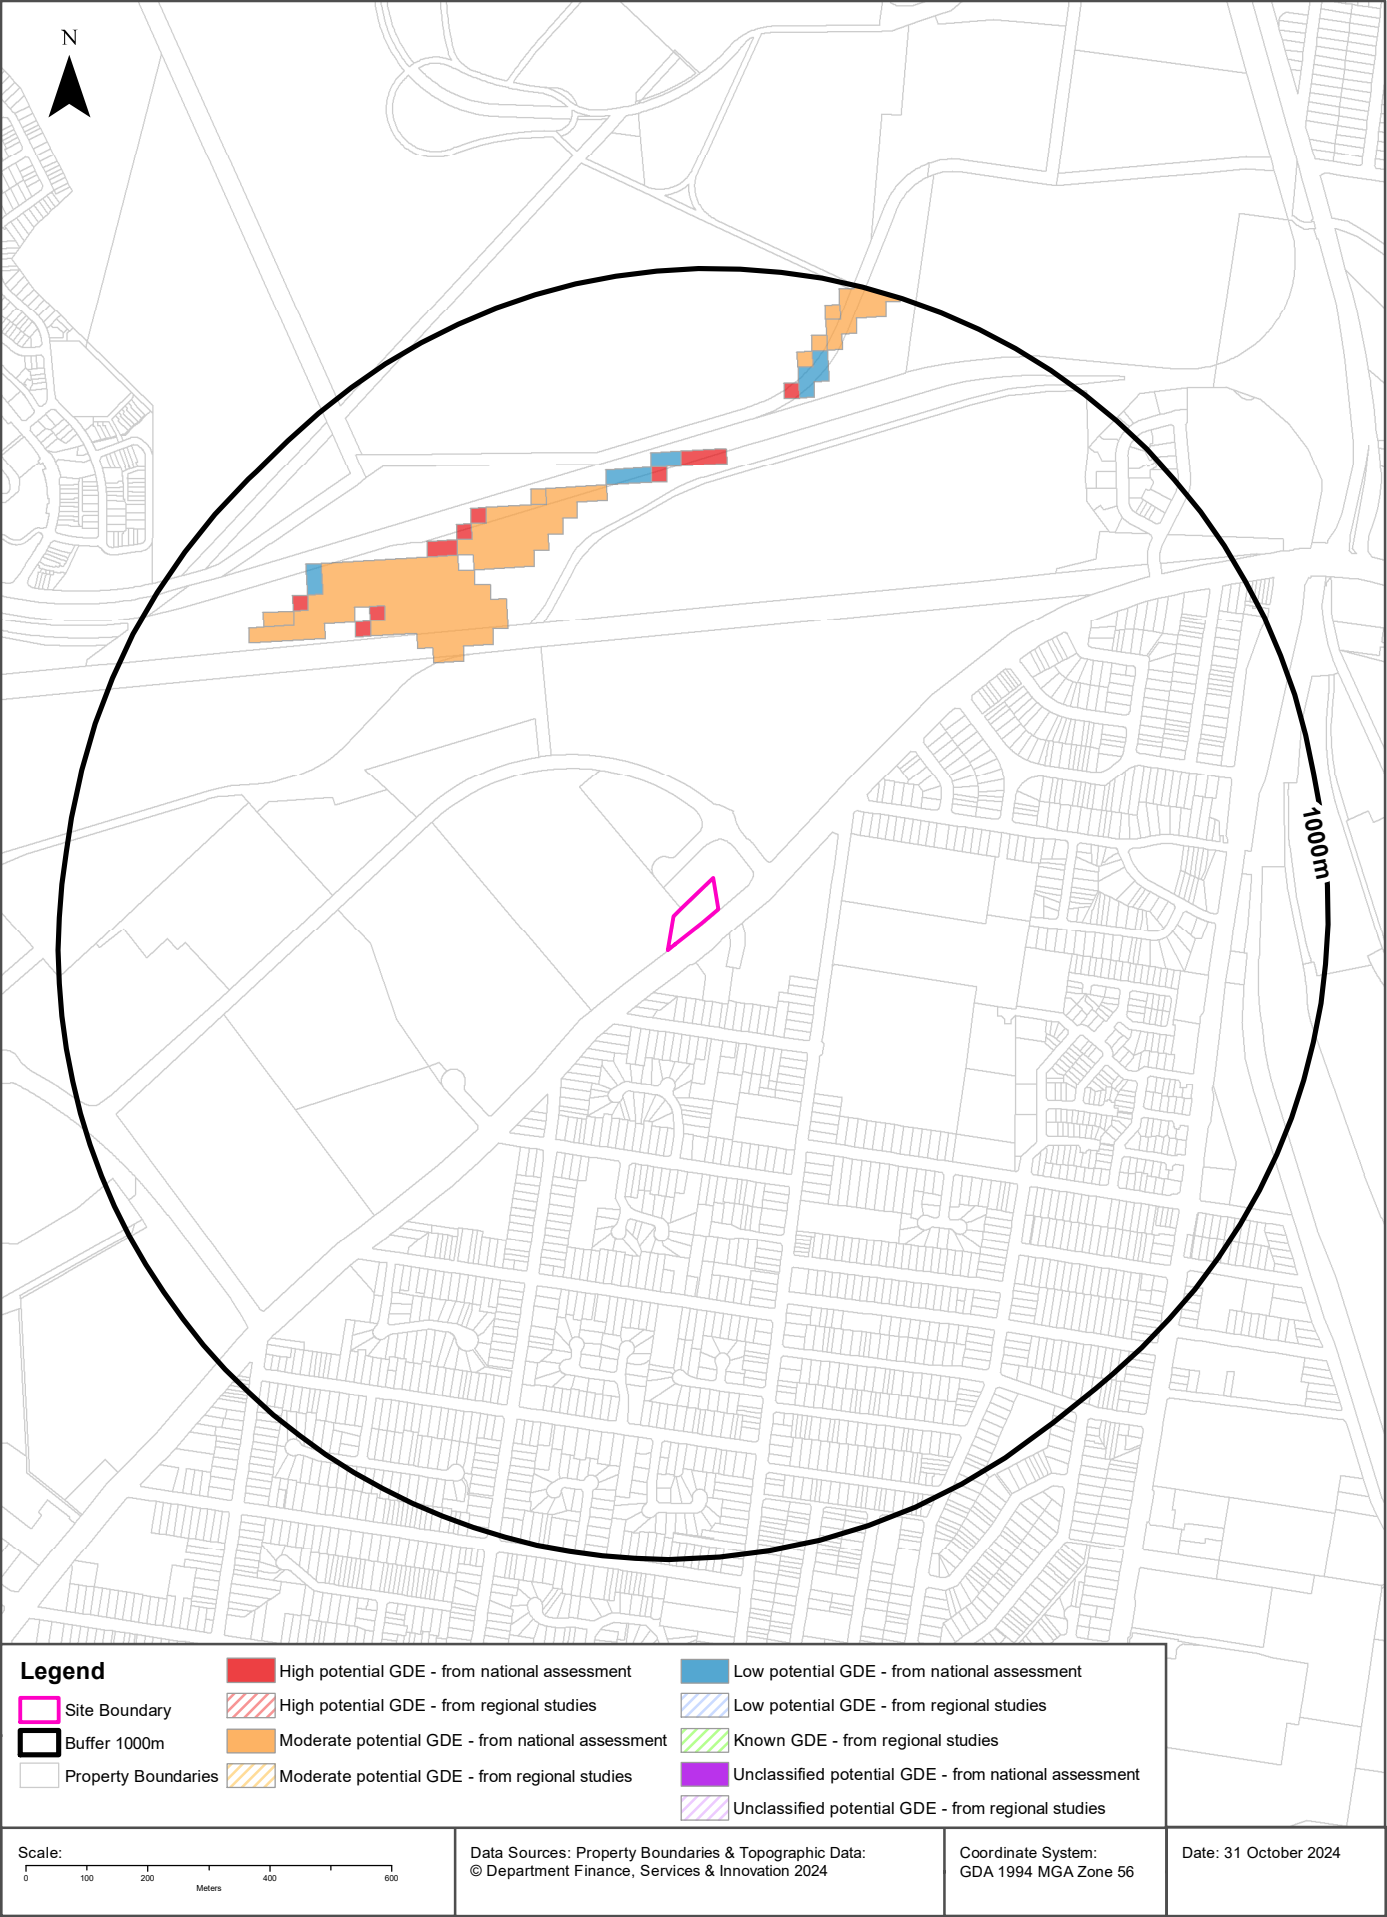 N
1000m
Legend
Site Boundary
Buffer 1000m
Property Boundaries
High potential GDE - from national assessment
High potential GDE - from regional studies
Moderate potential GDE - from national assessment
Moderate potential GDE - from regional studies
Low potential GDE - from national assessment
Low potential GDE - from regional studies
Known GDE - from regional studies
Unclassified potential GDE - from national assessment
Unclassified potential GDE - from regional studies
Scale:
0 100 200 400 600
Meters
Data Sources: Property Boundaries & Topographic Data:
© Department Finance, Services & Innovation 2024
Coordinate System:
GDA 1994 MGA Zone 56
Date: 31 October 2024